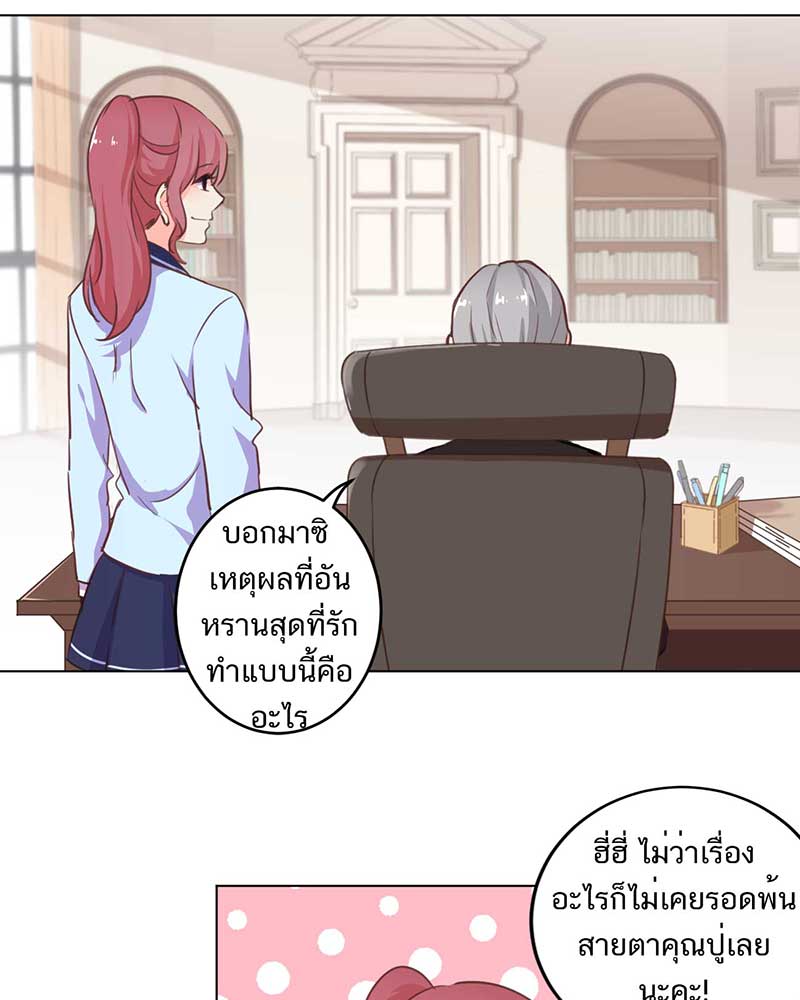 บอกมาซิ
เหตุผลที่อัน
หรานสุดที่รัก
ทำแบบนี้คือ
อะไร
ฮี่ฮี่ ไม่ว่าเรื่อง
อะไรก็ไม่เคยรอดพ้น
สายตาคุณปู่เลย
นะคะ!